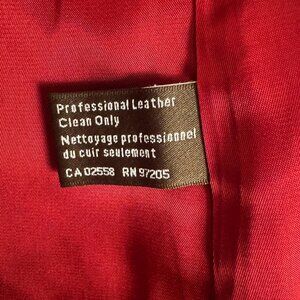 Professional Leather
Clean Only
Nettoyage professionnel
du cuir seulement
CA 02558 RN 97205